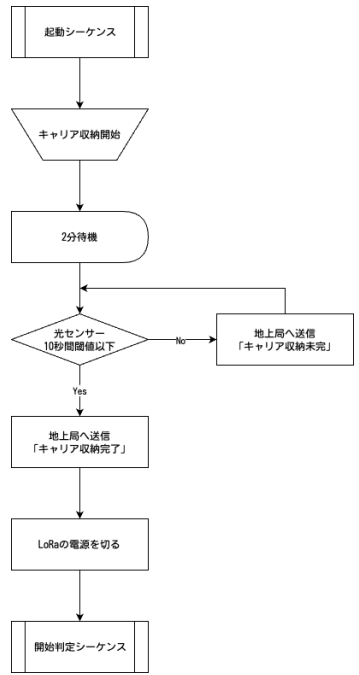 起動シーケンス
キャリア収納開始
2分待機
光センサー
10秒間閾値以下
No
地上局へ送信
「キャリア収納未完」
Yes
地上局へ送信
「キャリア収納完了」
LoRaの電源を切る
開始判定シーケンス